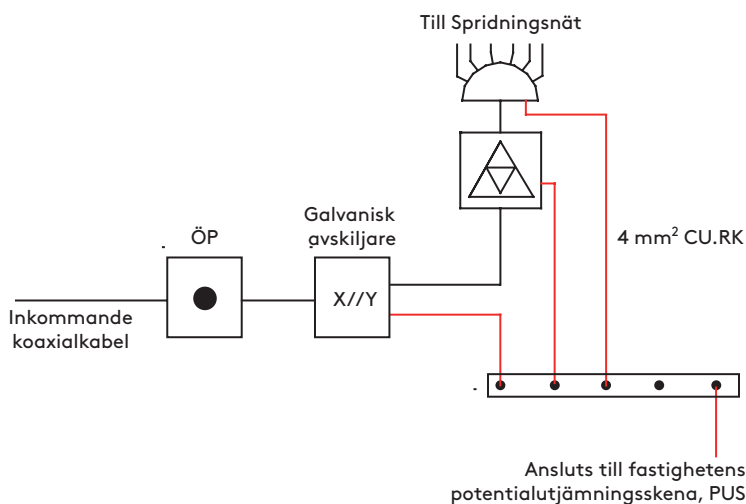 Till Spridningsnät
Galvanisk
avskiljare
ÖP
4 mm² CU.RK
X//Y
Inkommande
koaxialkabel
Ansluts till fastighetens
potentialutjämningsskena, PUS